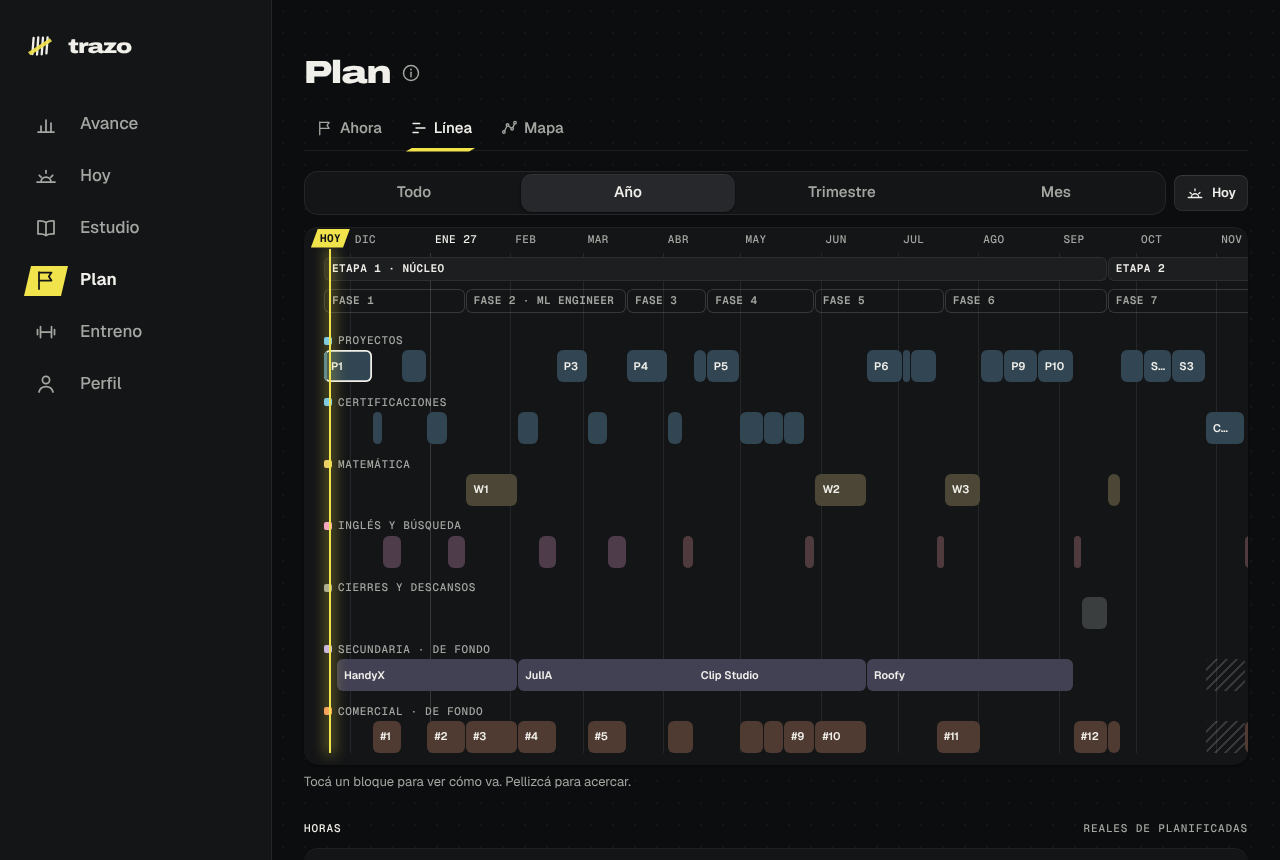 trazo
Avance
Hoy
Estudio
Plan
Entreno
Perfil
Plan
Ahora
Línea
Mapa
Todo
Año
Trimestre
Mes
Hoy
HOY DIC ENE 27 FEB MAR ABR MAY JUN JUL AGO SEP OCT NOV
ETAPA 1 · NÚCLEO ETAPA 2
FASE 1 FASE 2 · ML ENGINEER FASE 3 FASE 4 FASE 5 FASE 6 FASE 7
PROYECTOS
P1 P3 P4 P5 P6 P9 P10 S… S3
CERTIFICACIONES
C…
MATEMÁTICA
W1 W2 W3
INGLÉS Y BÚSQUEDA
CIERRES Y DESCANSOS
SECUNDARIA · DE FONDO
HandyX JulIA Clip Studio Roofy
COMERCIAL · DE FONDO
#1 #2 #3 #4 #5 #9 #10 #11 #12
Tocá un bloque para ver cómo va. Pellizcá para acercar.
HORAS REALES DE PLANIFICADAS